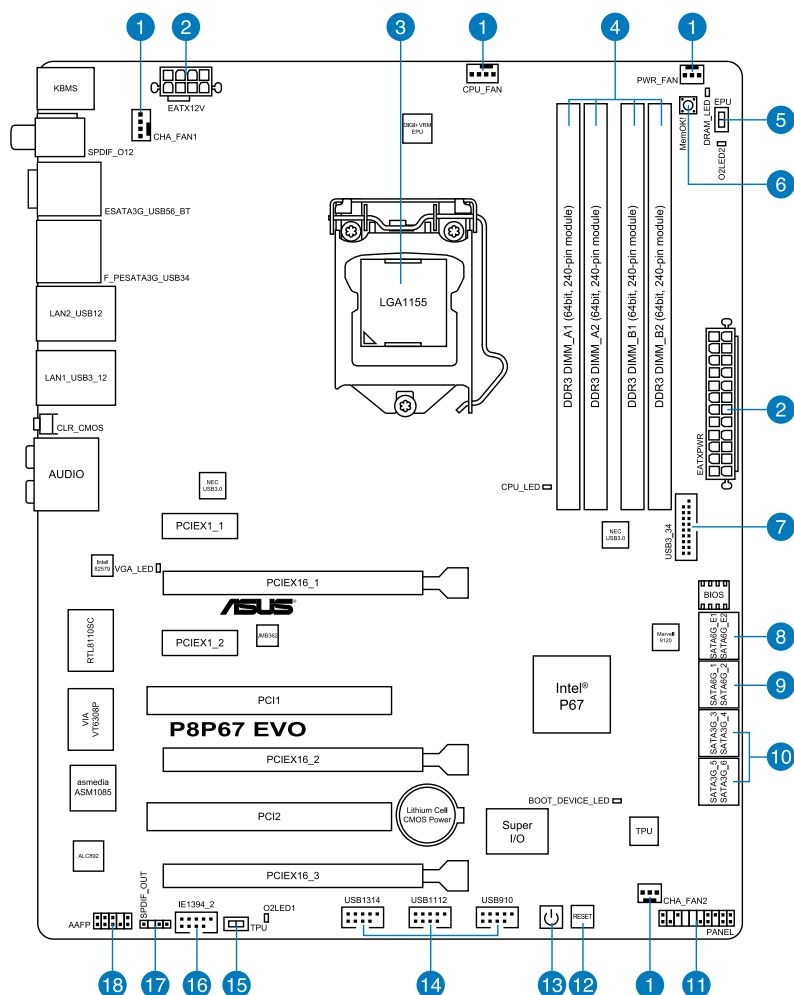 1
2
3
1
4
1
KBMS
EATX12V
CPU_FAN
PWR_FAN
CHA_FAN1
DIGI+VRM
EPU
MemOK!
DRAM_LED
EPU
5
SPDIF_O12
O2LED2
6
ESATA3G_USB56_BT
F_PESATA3G_USB34
LGA1155
DDR3 DIMM_A1 (64bit, 240-pin module)
DDR3 DIMM_A2 (64bit, 240-pin module)
DDR3 DIMM_B1 (64bit, 240-pin module)
DDR3 DIMM_B2 (64bit, 240-pin module)
LAN2_USB12
LAN1_USB3_12
2
EATXPWR
CLR_CMOS
AUDIO
NEC
USB3.0
CPU_LED
PCIEX1_1
NEC
USB3.0
USB3_34
7
Intel
82579
VGA_LED
PCIEX16_1
BIOS
/ISUS
RTL8110SC
PCIEX1_2
JMB362
Marvell
9120
SATA6G_E1
SATA6G_E2
8
Intel®
P67
SATA6G_1
SATA6G_2
9
PCI1
VIA
VT6308P
P8P67 EVO
SATA3G_3
SATA3G_4
10
PCIEX16_2
asmedia
ASM1085
SATA3G_5
SATA3G_6
PCI2
Lithium Cell
CMOS Power
BOOT_DEVICE_LED
Super
I/O
TPU
ALC892
PCIEX16_3
CHA_FAN2
AAFP
SPDIF_OUT
IE1394_2
O2LED1
TPU
USB1314
USB1112
USB910
RESET
PANEL
18
17
16
15
14
13
12
1
11